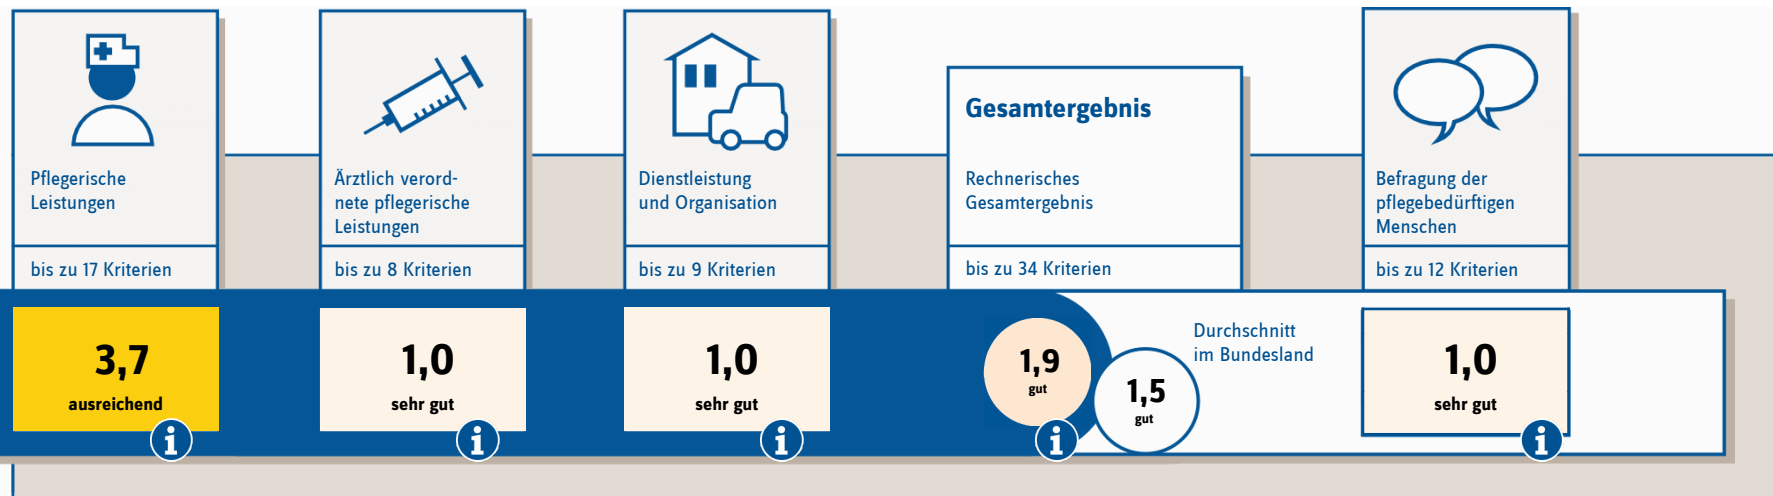 Pflegerische
Leistungen
bis zu 17 Kriterien
3,7
ausreichend
i
Ärztlich verord-
nete pflegerische
Leistungen
bis zu 8 Kriterien
1,0
sehr gut
i
Dienstleistung
und Organisation
bis zu 9 Kriterien
1,0
sehr gut
i
Gesamtergebnis
Rechnerisches
Gesamtergebnis
bis zu 34 Kriterien
1,9
gut
i
1,5
gut
Durchschnitt
im Bundesland
Befragung der
pflegebedürftigen
Menschen
bis zu 12 Kriterien
1,0
sehr gut
i